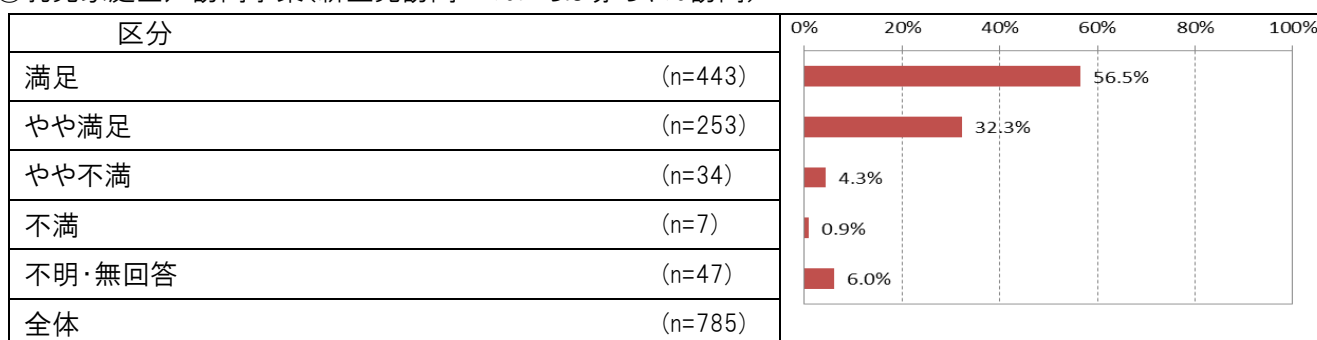 区分
0% 20% 40% 60% 80% 100%
満足 (n=443) 56.5%
やや満足 (n=253) 32.3%
やや不満 (n=34) 4.3%
不満 (n=7) 0.9%
不明・無回答 (n=47) 6.0%
全体 (n=785)